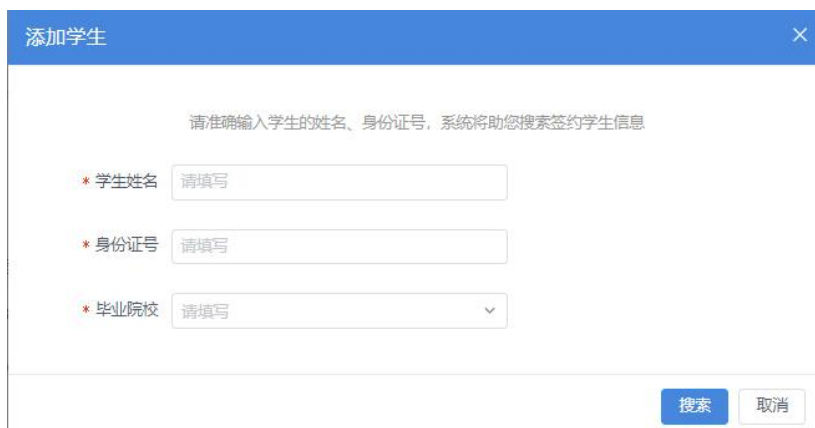 添加学生
请准确输入学生的姓名、身份证号，系统将助您搜索签约学生信息
* 学生姓名 请填写
* 身份证号 请填写
* 毕业院校 请填写
搜索 取消